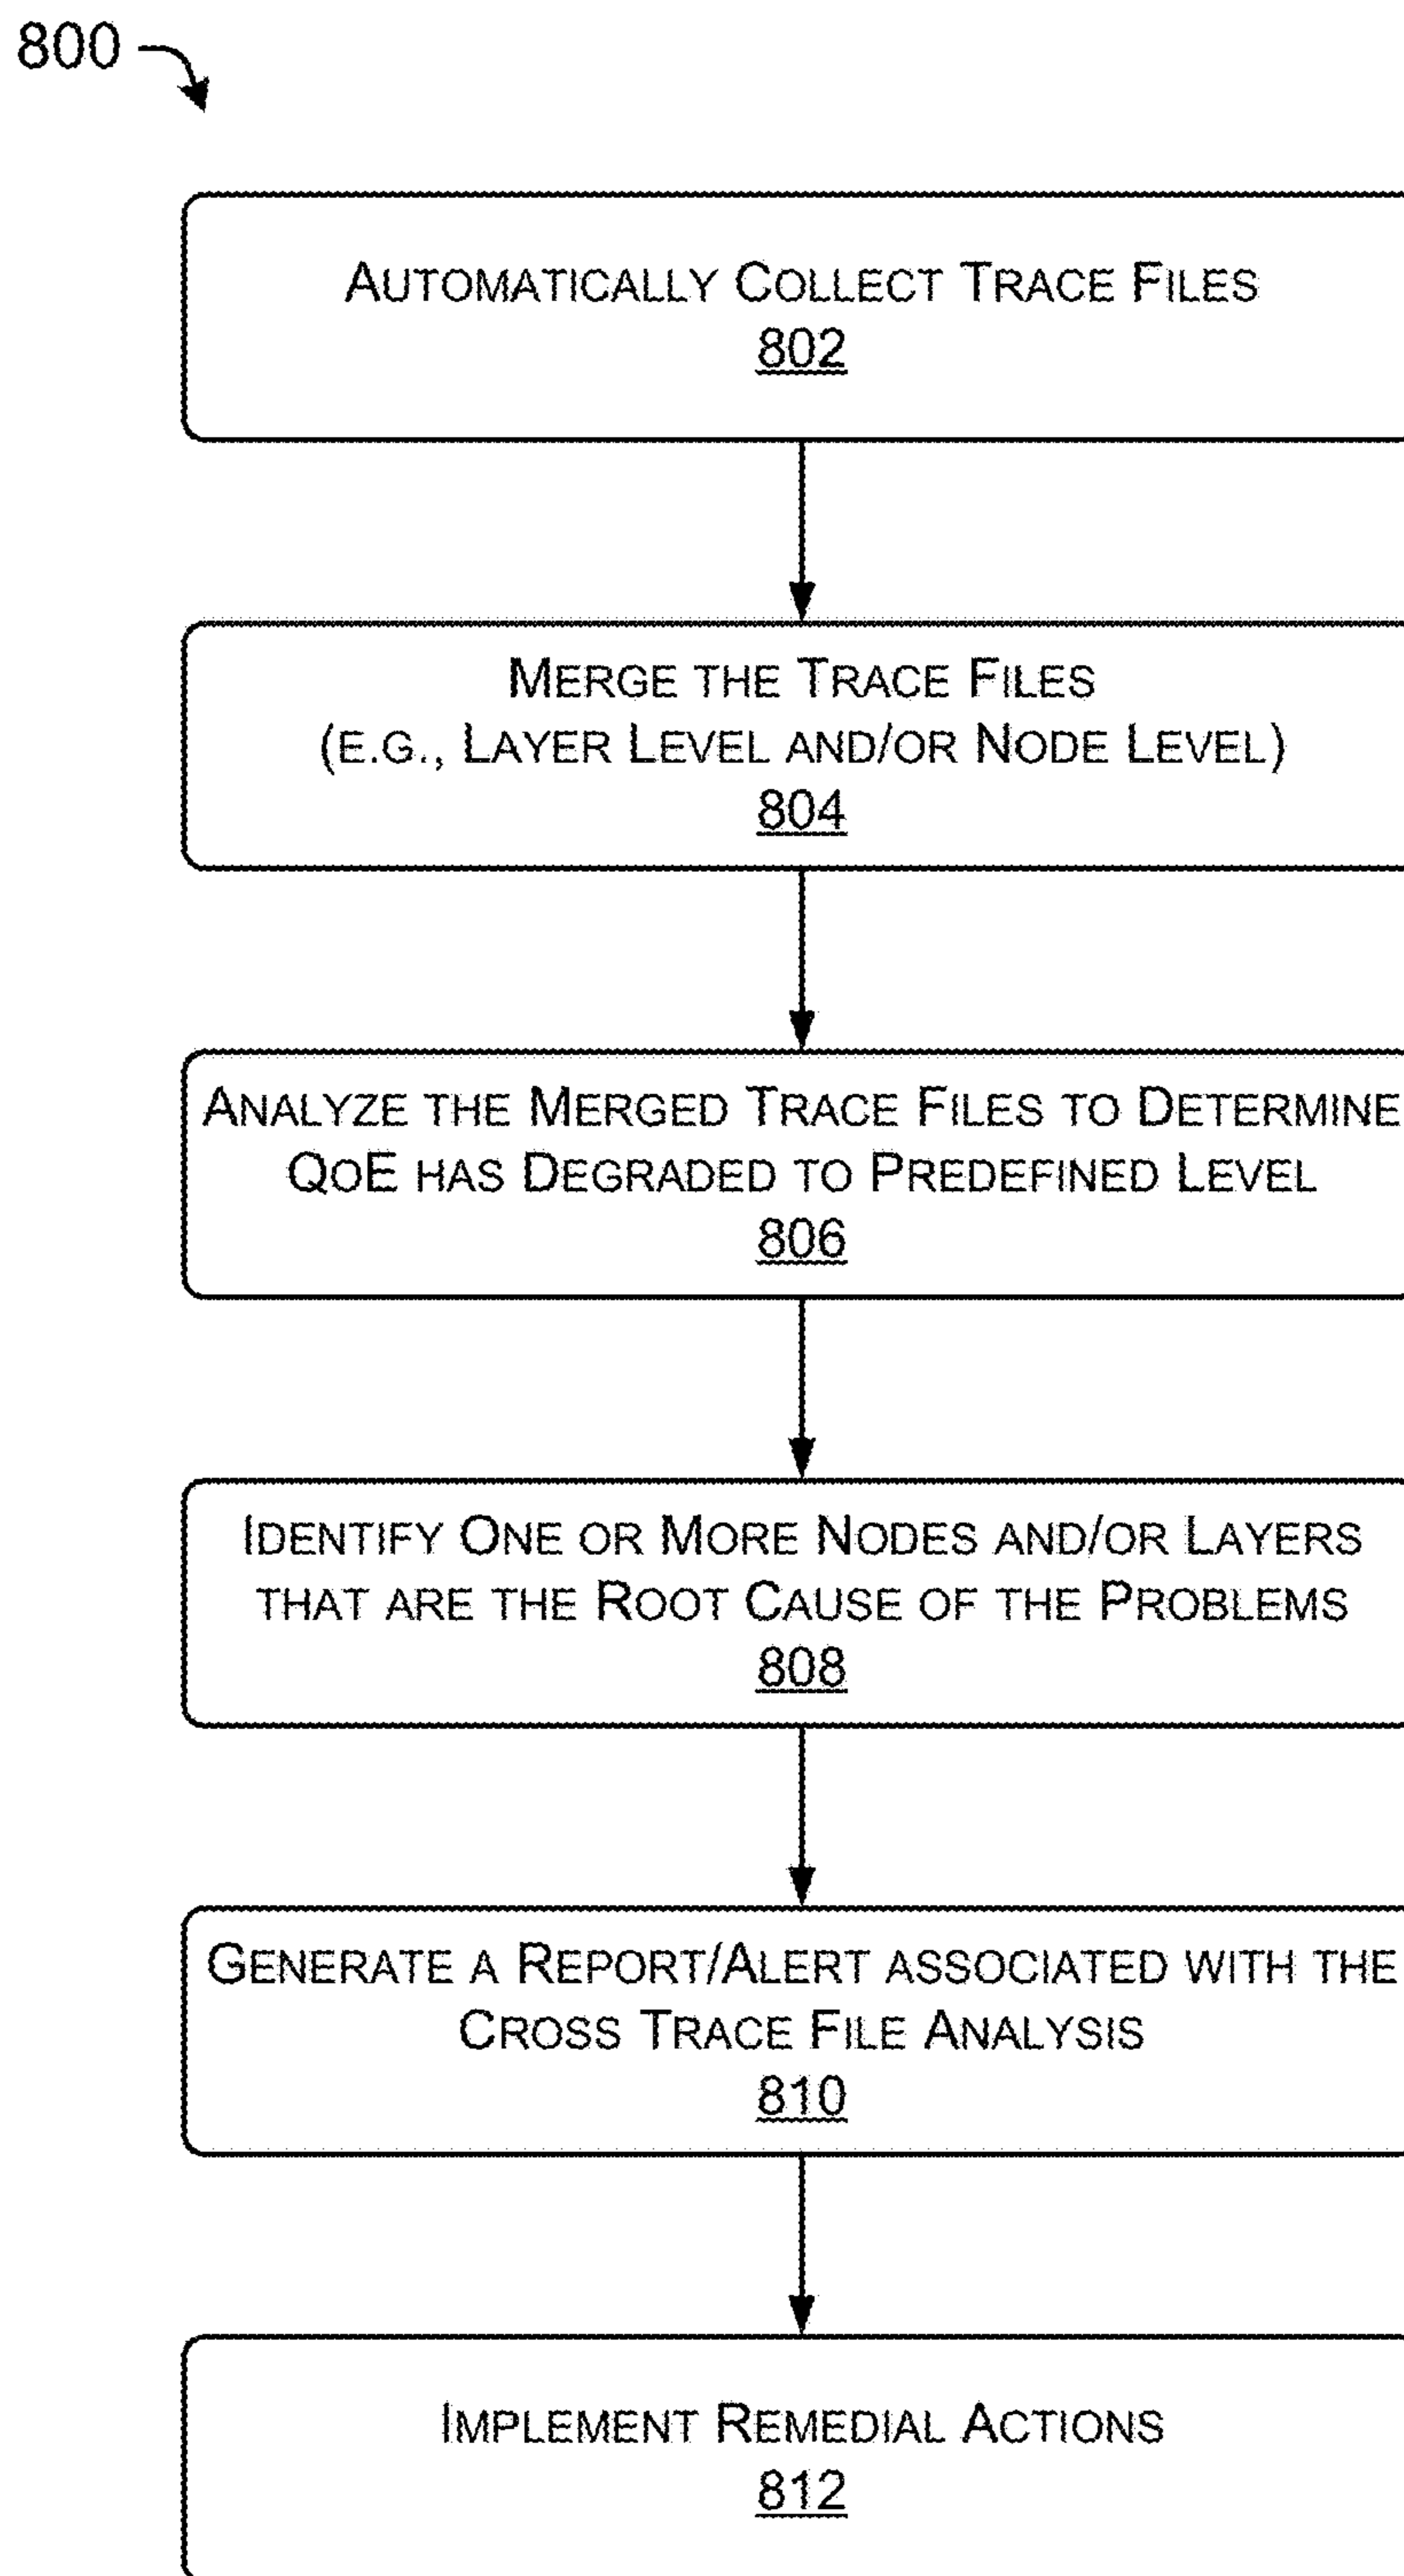 800
AUTOMATICALLY COLLECT TRACE FILES
802
MERGE THE TRACE FILES
(E.G., LAYER LEVEL AND/OR NODE LEVEL)
804
ANALYZE THE MERGED TRACE FILES TO DETERMINE
QOE HAS DEGRADED TO PREDEFINED LEVEL
806
IDENTIFY ONE OR MORE NODES AND/OR LAYERS
THAT ARE THE ROOT CAUSE OF THE PROBLEMS
808
GENERATE A REPORT/ALERT ASSOCIATED WITH THE
CROSS TRACE FILE ANALYSIS
810
IMPLEMENT REMEDIAL ACTIONS
812